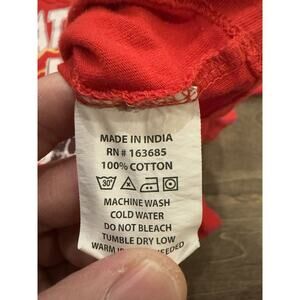 MADE IN INDIA
RN # 163685
100% COTTON
30°
MACHINE WASH
COLD WATER
DO NOT BLEACH
TUMBLE DRY LOW
WARM